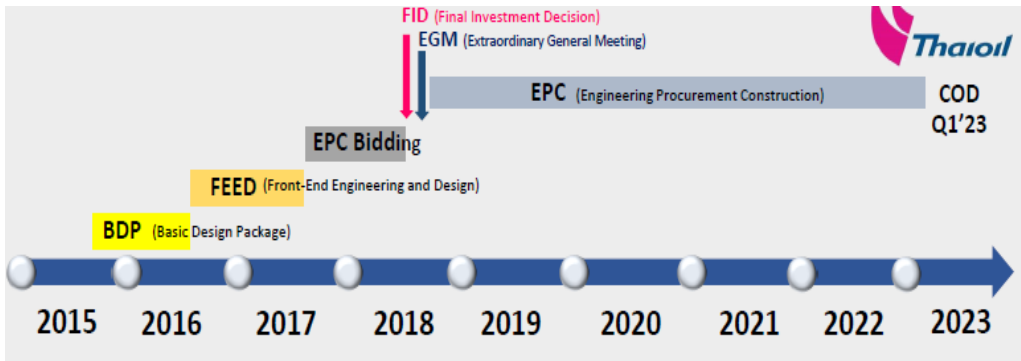 FID (Final Investment Decision)
EGM (Extraordinary General Meeting)
Thaioil
EPC (Engineering Procurement Construction)
COD
Q1'23
EPC Bidding
FEED (Front-End Engineering and Design)
BDP (Basic Design Package)
2015 2016 2017 2018 2019 2020 2021 2022 2023